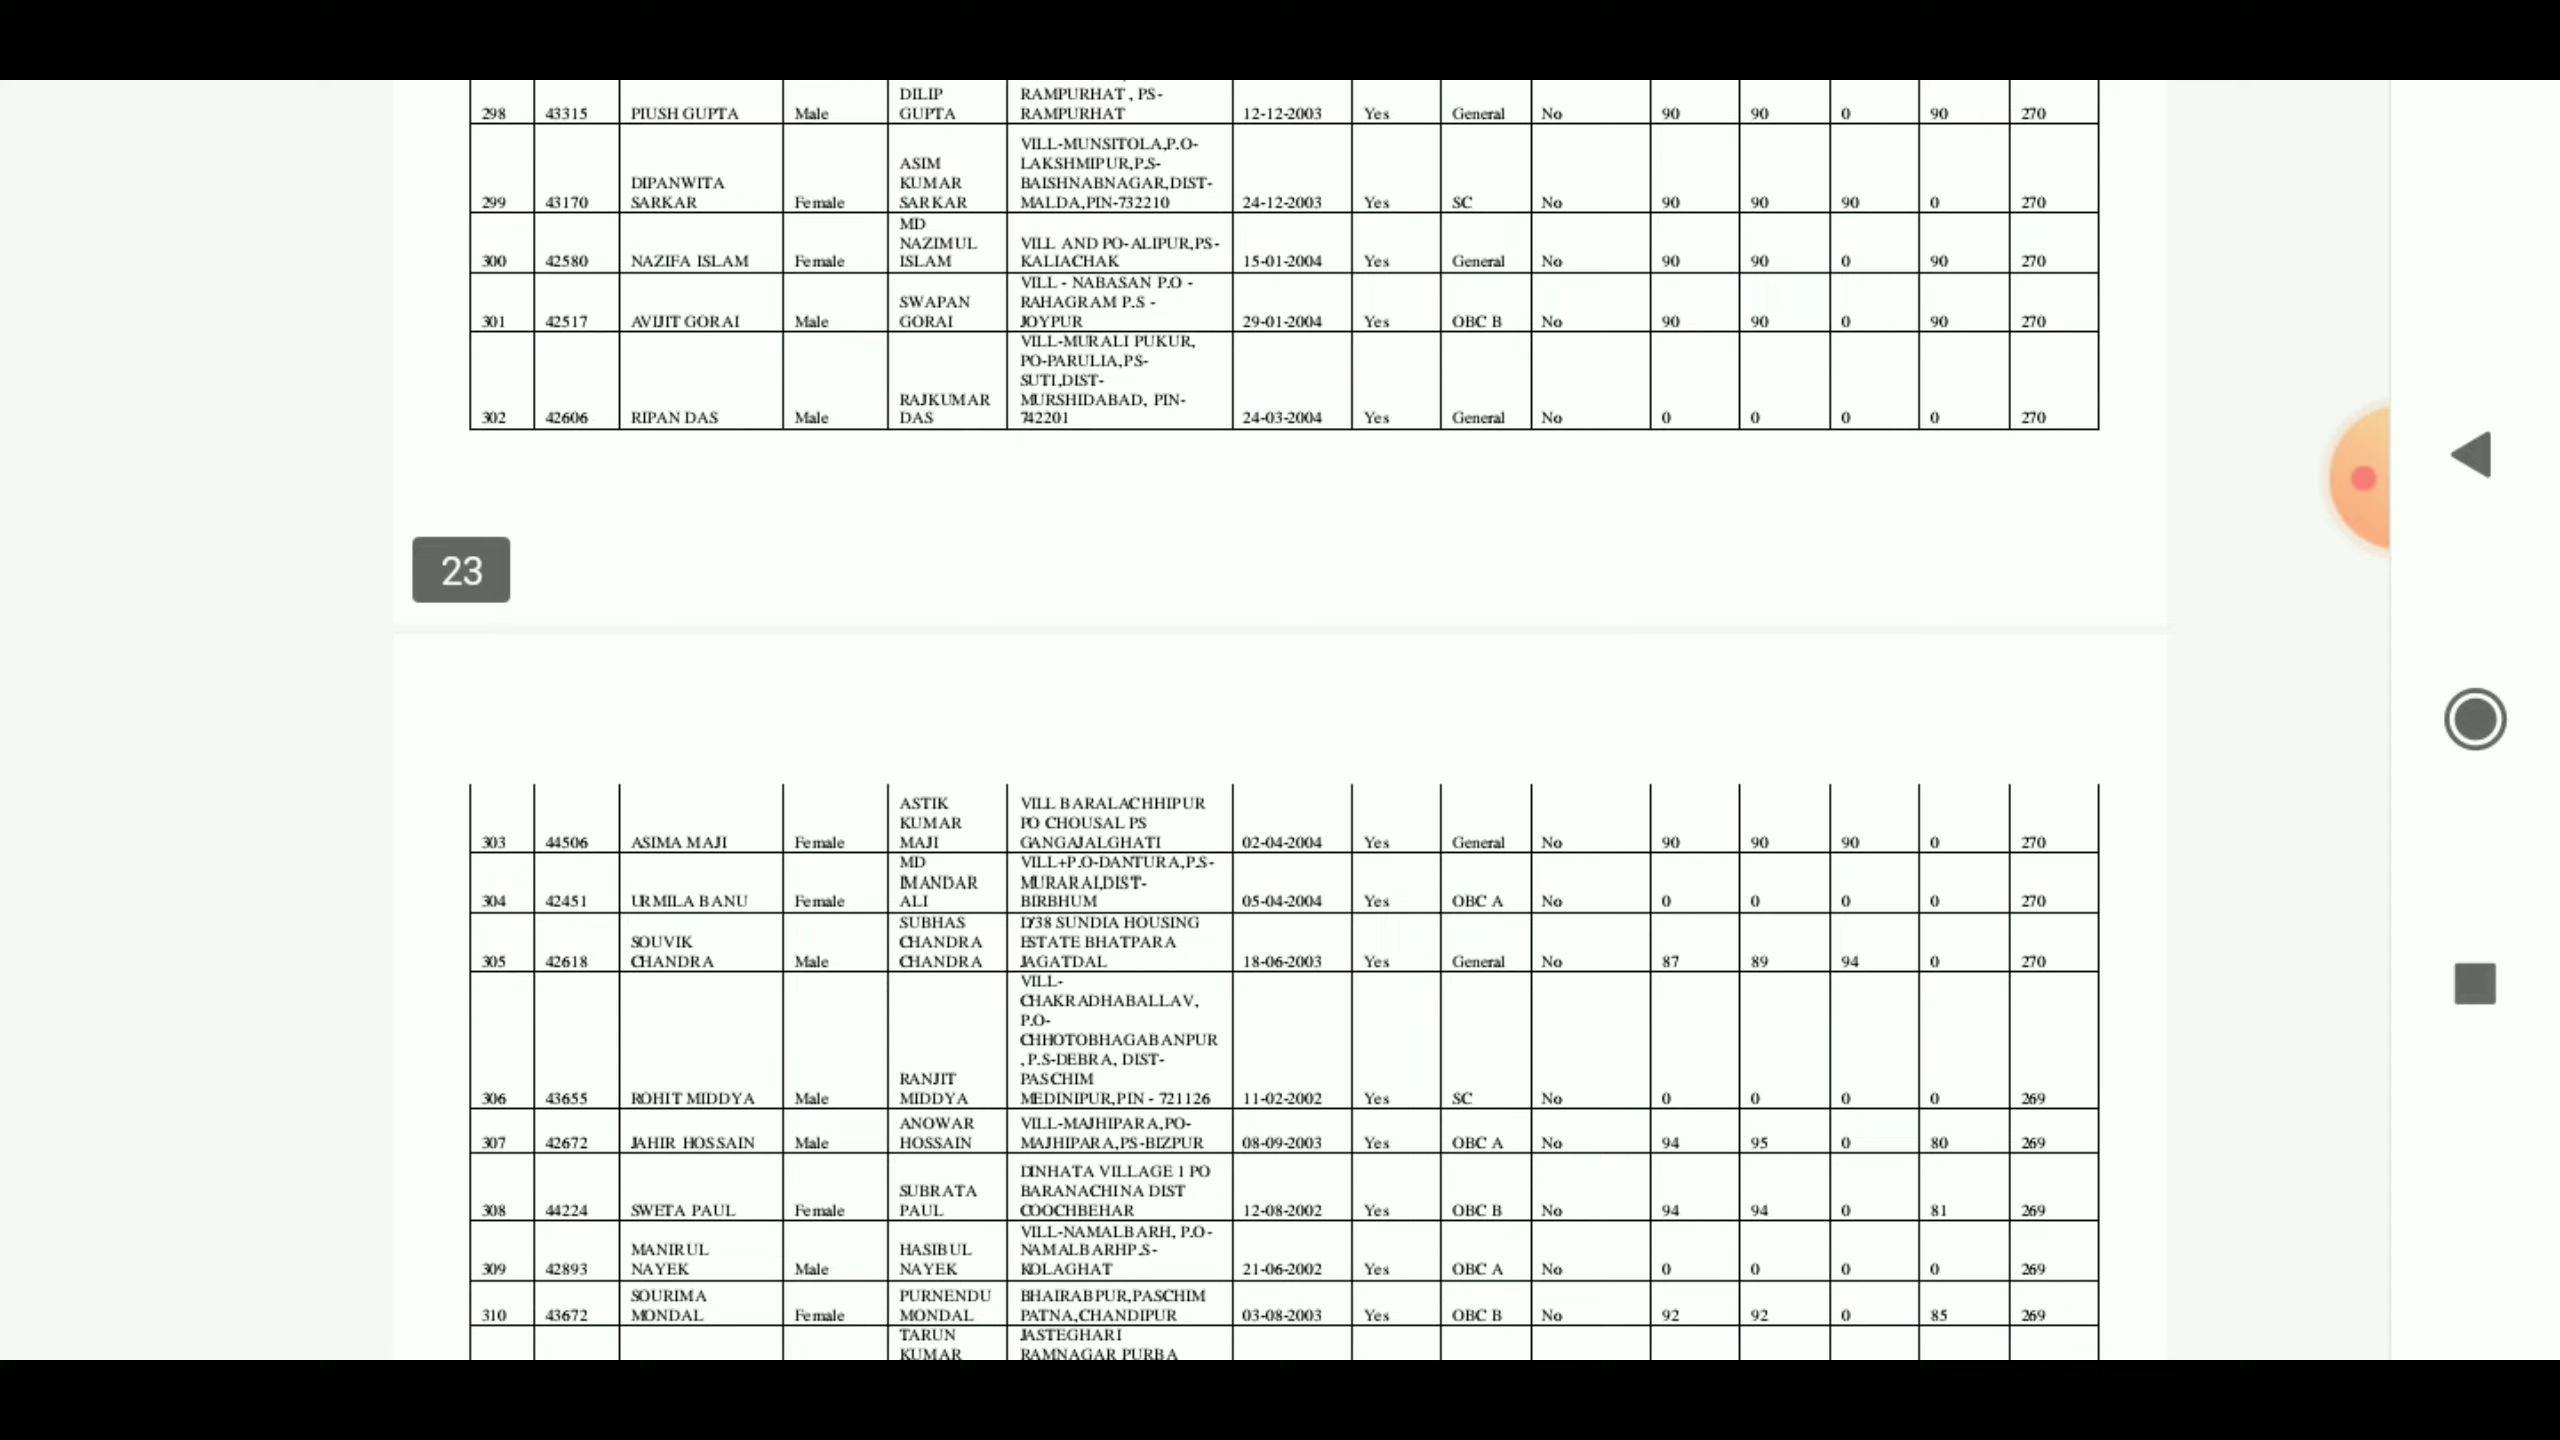 298 43315 PIUSH GUPTA Male DILIP GUPTA RAMPURHAT , PS-RAMPURHAT 12-12-2003 Yes General No 90 90 0 90 270
299 43170 DIPANWITA SARKAR Female ASIM KUMAR SARKAR VILL-MUNSITOLA,P.O-LAKSHMIPUR,P.S-BAISHNABNAGAR,DIST-MALDA,PIN-732210 24-12-2003 Yes SC No 90 90 90 0 270
300 42580 NAZIFA ISLAM Female MD NAZIMUL ISLAM VILL AND PO-ALIPUR,PS-KALIACHAK 15-01-2004 Yes General No 90 90 0 90 270
301 42517 AVIJIT GORAI Male SWAPAN GORAI VILL - NABASAN P.O - RAHAGRAM P.S - JOYPUR 29-01-2004 Yes OBC B No 90 90 0 90 270
302 42606 RIPAN DAS Male RAJKUMAR DAS VILL-MURALI PUKUR, PO-PARULIA,PS-SUTI,DIST-MURSHIDABAD, PIN-742201 24-03-2004 Yes General No 0 0 0 0 270
23
303 44506 ASIMA MAJI Female ASTIK KUMAR MAJI VILL BARALACHHIPUR PO CHOUSAL PS GANGAJALGHATI 02-04-2004 Yes General No 90 90 90 0 270
304 42451 URMILA BANU Female MD IMANDAR ALI VILL+P.O-DANTURA,P.S-MURARAI,DIST-BIRBHUM 05-04-2004 Yes OBC A No 0 0 0 0 270
305 42618 SOUVIK CHANDRA Male SUBHAS CHANDRA CHANDRA D/38 SUNDIA HOUSING ESTATE BHATPARA JAGATDAL 18-06-2003 Yes General No 87 89 94 0 270
306 43655 ROHIT MIDDYA Male RANJIT MIDDYA VILL-CHAKRADHABALLAV, P.O-CHHOTOBHAGABANPUR , P.S-DEBRA, DIST-PASCHIM MEDINIPUR,PIN - 721126 11-02-2002 Yes SC No 0 0 0 0 269
307 42672 JAHIR HOSSAIN Male ANOWAR HOSSAIN VILL-MAJHIPARA,PO-MAJHIPARA,PS-BIZPUR 08-09-2003 Yes OBC A No 94 95 0 80 269
308 44224 SWETA PAUL Female SUBRATA PAUL DINHATA VILLAGE 1 PO BARANACHINA DIST COOCHBEHAR 12-08-2002 Yes OBC B No 94 94 0 81 269
309 42893 MANIRUL NAYEK Male HASIBUL NAYEK VILL-NAMALBARH, P.O-NAMALBARHP.S-KOLAGHAT 21-06-2002 Yes OBC A No 0 0 0 0 269
310 43672 SOURIMA MONDAL Female PURNENDU MONDAL BHAIRABPUR,PASCHIM PATNA,CHANDIPUR 03-08-2003 Yes OBC B No 92 92 0 85 269
TARUN KUMAR JASTEGHARI RAMNAGAR PURBA